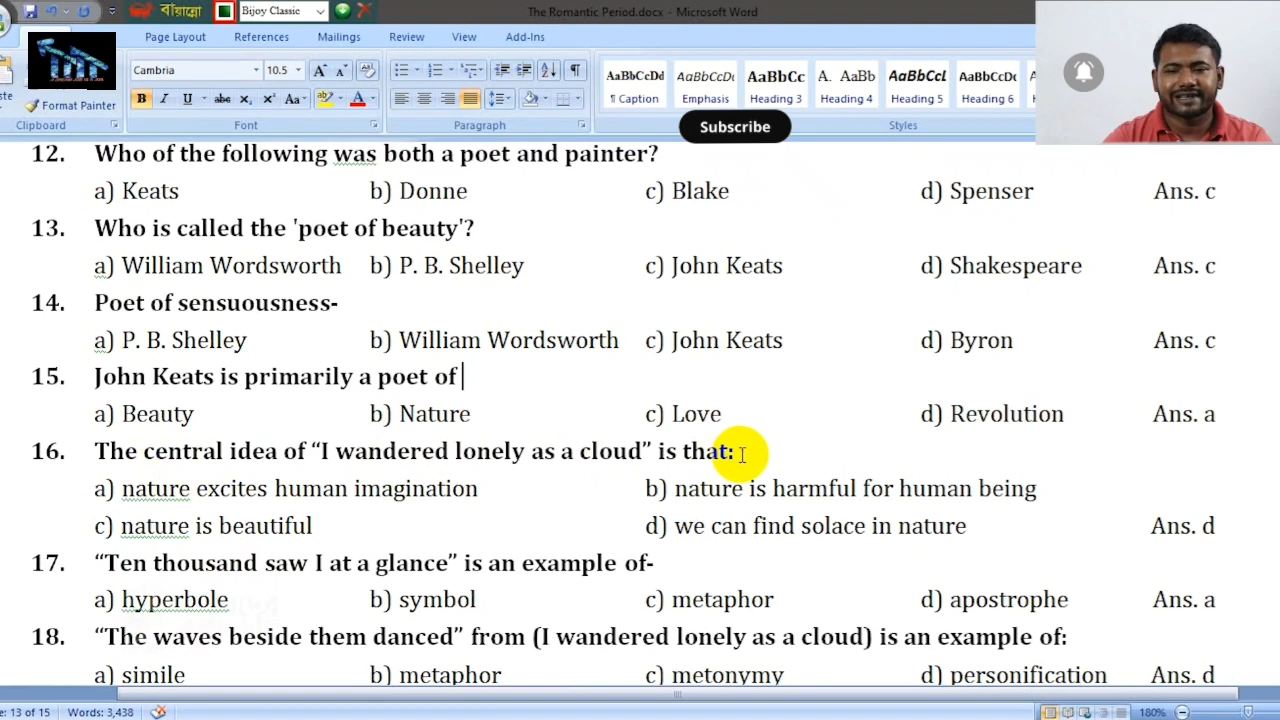 বায়ান্নো Bijoy Classic The Romantic Period.docx - Microsoft Word
Page Layout References Mailings Review View Add-Ins
Cambria 10.5 AaBbCcDd AaBbCcDc AaBbCc A. AaBb AaBbCcL AaBbCcDc
Format Painter B I U abc X₂ X² Aa ¶ Caption Emphasis Heading 3 Heading 4 Heading 5 Heading 6
Clipboard Font Paragraph Styles
Subscribe
12. Who of the following was both a poet and painter?
a) Keats b) Donne c) Blake d) Spenser Ans. c
13. Who is called the 'poet of beauty'?
a) William Wordsworth b) P. B. Shelley c) John Keats d) Shakespeare Ans. c
14. Poet of sensuousness-
a) P. B. Shelley b) William Wordsworth c) John Keats d) Byron Ans. c
15. John Keats is primarily a poet of
a) Beauty b) Nature c) Love d) Revolution Ans. a
16. The central idea of “I wandered lonely as a cloud” is that:
a) nature excites human imagination b) nature is harmful for human being
c) nature is beautiful d) we can find solace in nature Ans. d
17. “Ten thousand saw I at a glance” is an example of-
a) hyperbole b) symbol c) metaphor d) apostrophe Ans. a
18. “The waves beside them danced” from (I wandered lonely as a cloud) is an example of:
a) simile b) metaphor c) metonymy d) personification Ans. d
e: 13 of 15 Words: 3,438 180%